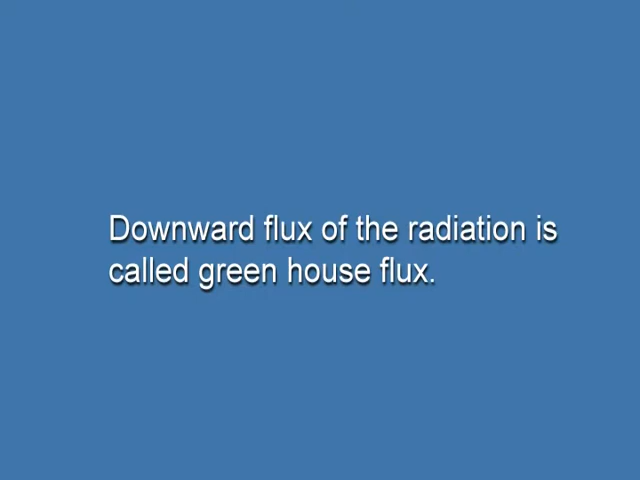 Downward flux of the radiation is
called green house flux.